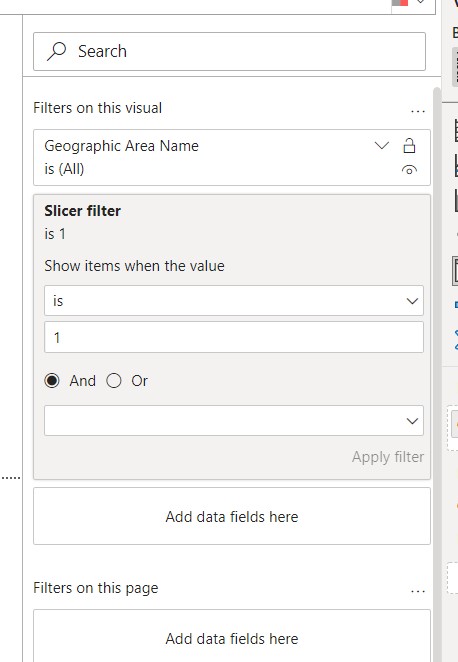 Search
Filters on this visual
Geographic Area Name
is (All)
Slicer filter
is 1
Show items when the value
is
1
And Or
Apply filter
Add data fields here
Filters on this page
Add data fields here